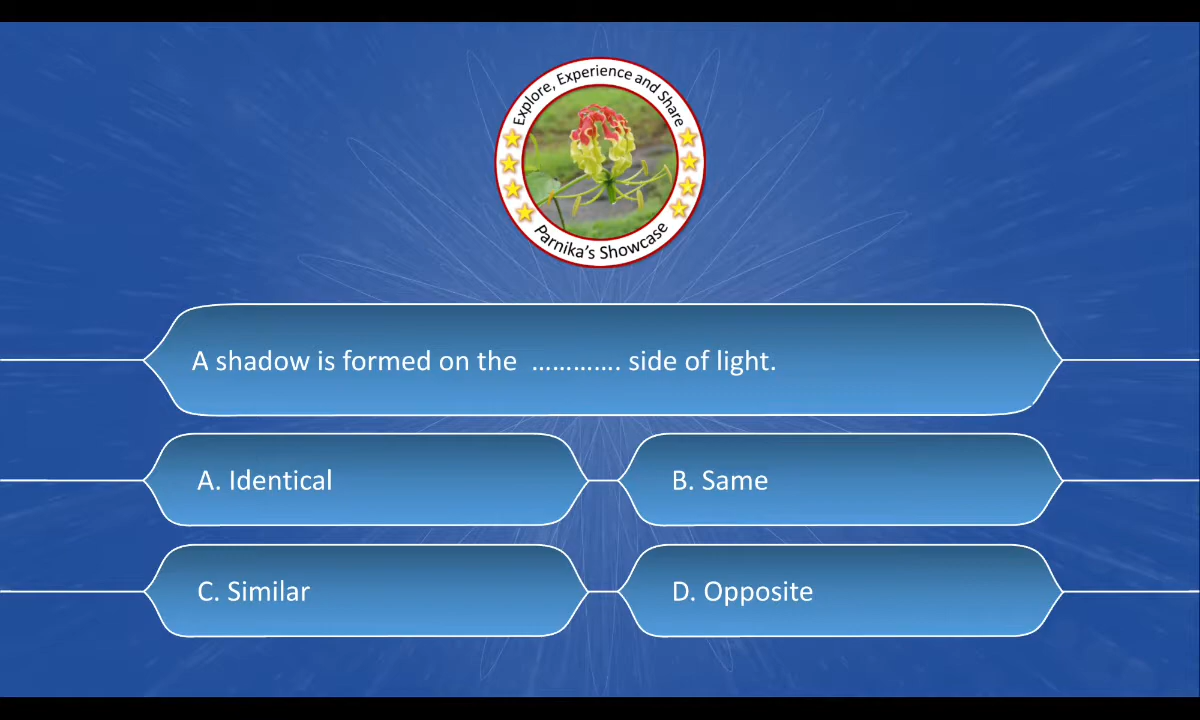 Explore, Experience and Share
Parnika's Showcase
A shadow is formed on the …………. side of light.
A. Identical
B. Same
C. Similar
D. Opposite